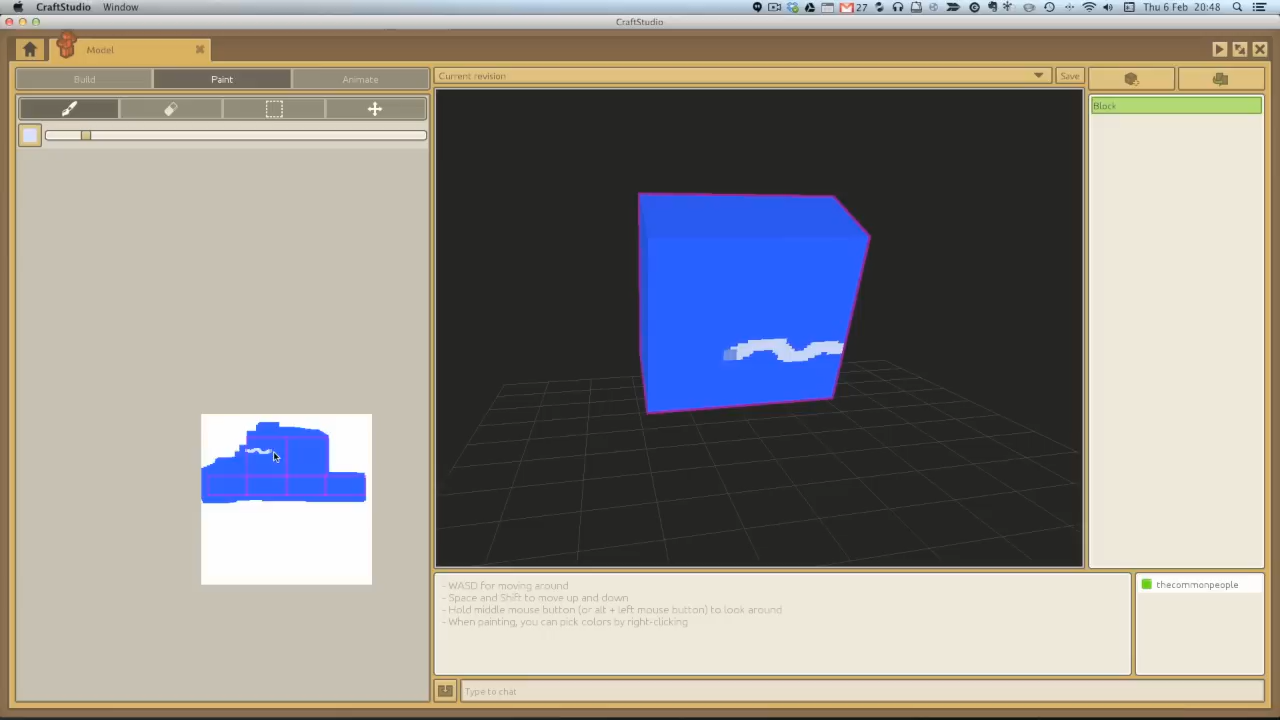 CraftStudio Window
27
Thu 6 Feb 20:48
CraftStudio
Model
Build Paint Animate
Current revision
Save
Block
- WASD for moving around
- Space and Shift to move up and down
- Hold middle mouse button (or alt + left mouse button) to look around
- When painting, you can pick colors by right-clicking
thecommonpeople
Type to chat